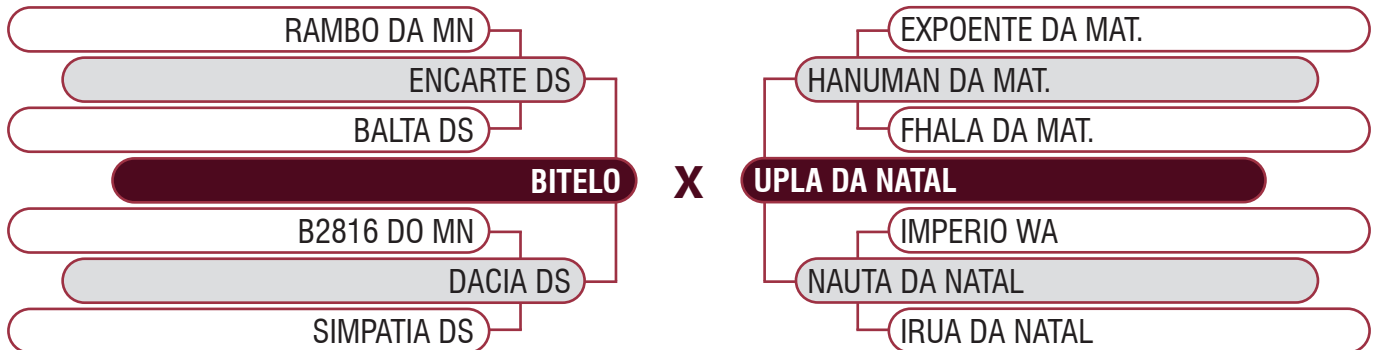 RAMBO DA MN
ENCARTE DS
BALTA DS
BITELO
B2816 DO MN
DACIA DS
SIMPATIA DS
X
EXPOENTE DA MAT.
HANUMAN DA MAT.
FHALA DA MAT.
UPLA DA NATAL
IMPERIO WA
NAUTA DA NATAL
IRUA DA NATAL